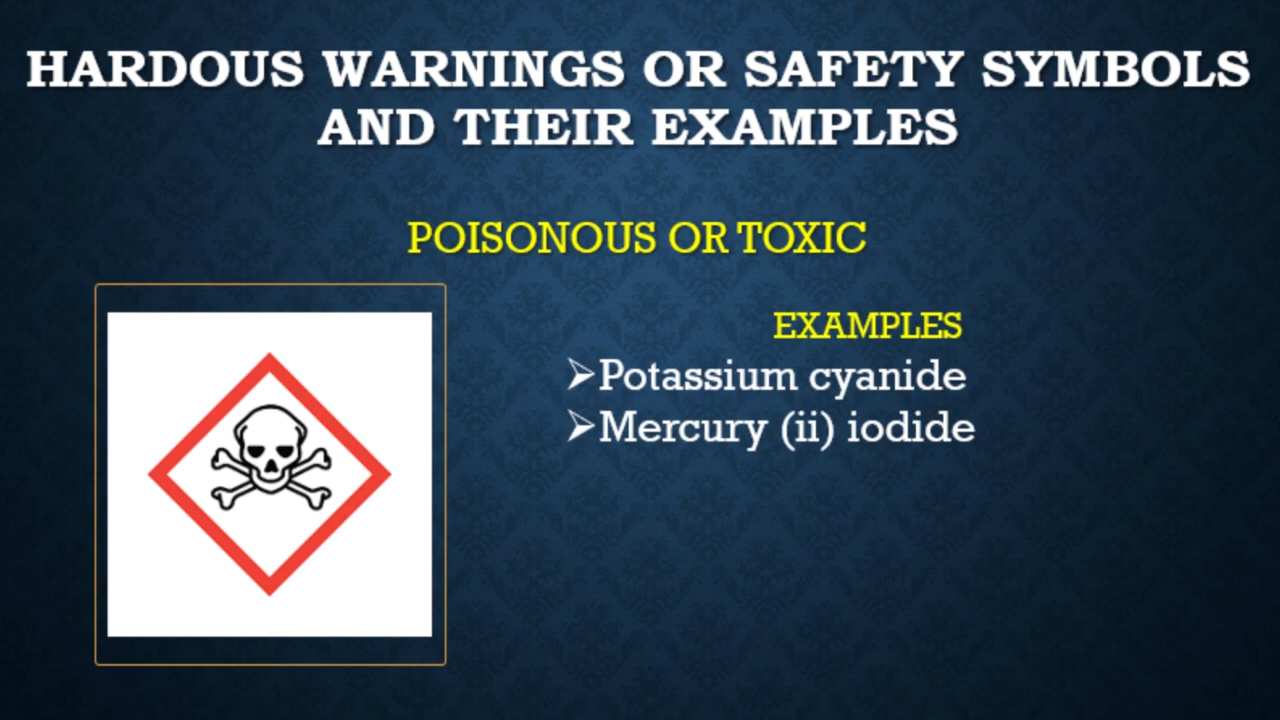 HARDOUS WARNINGS OR SAFETY SYMBOLS
AND THEIR EXAMPLES
POISONOUS OR TOXIC
EXAMPLES
➢Potassium cyanide
➢Mercury (ii) iodide